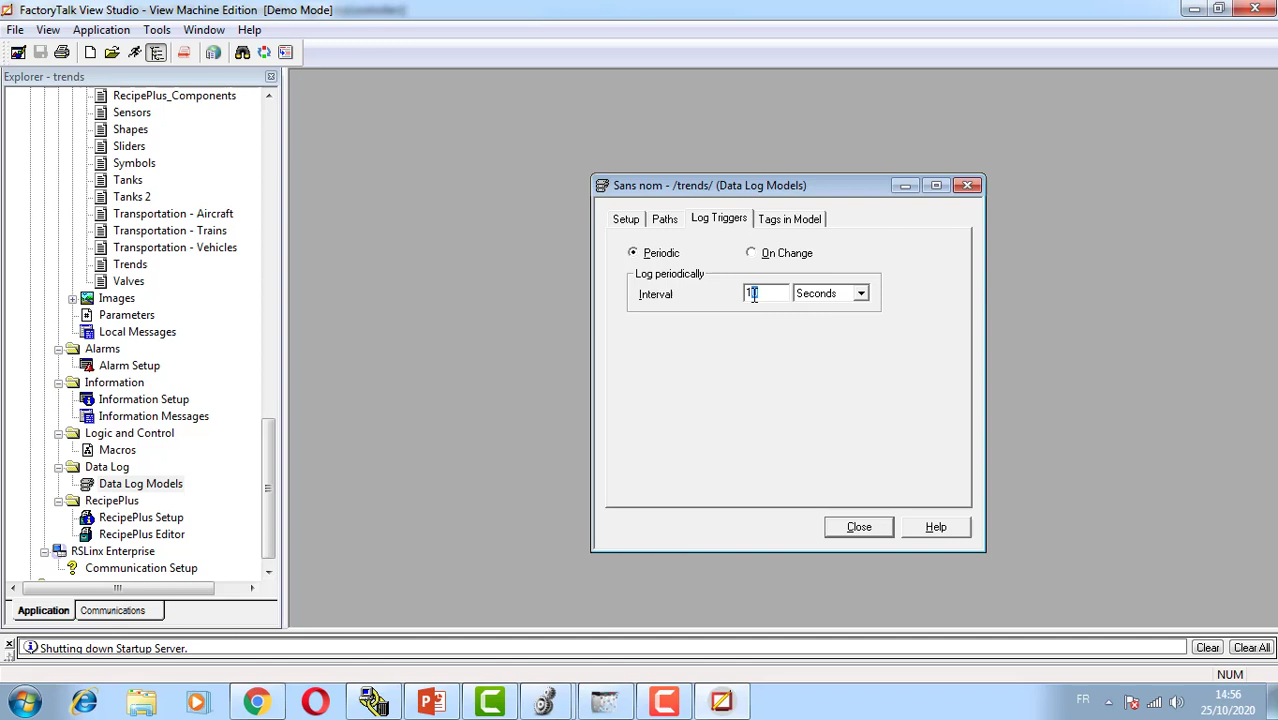 FactoryTalk View Studio - View Machine Edition  [Demo Mode]
File View Application Tools Window Help
Explorer - trends
RecipePlus_Components
Sensors
Shapes
Sliders
Symbols
Tanks
Tanks 2
Transportation - Aircraft
Transportation - Trains
Transportation - Vehicles
Trends
Valves
Images
Parameters
Local Messages
Alarms
Alarm Setup
Information
Information Setup
Information Messages
Logic and Control
Macros
Data Log
Data Log Models
RecipePlus
RecipePlus Setup
RecipePlus Editor
RSLinx Enterprise
Communication Setup
Application Communications
Sans nom - /trends/ (Data Log Models)
Setup Paths Log Triggers Tags in Model
Periodic On Change
Log periodically
Interval Seconds
Close Help
Shutting down Startup Server.
Clear Clear All
NUM
FR
14:56
25/10/2020